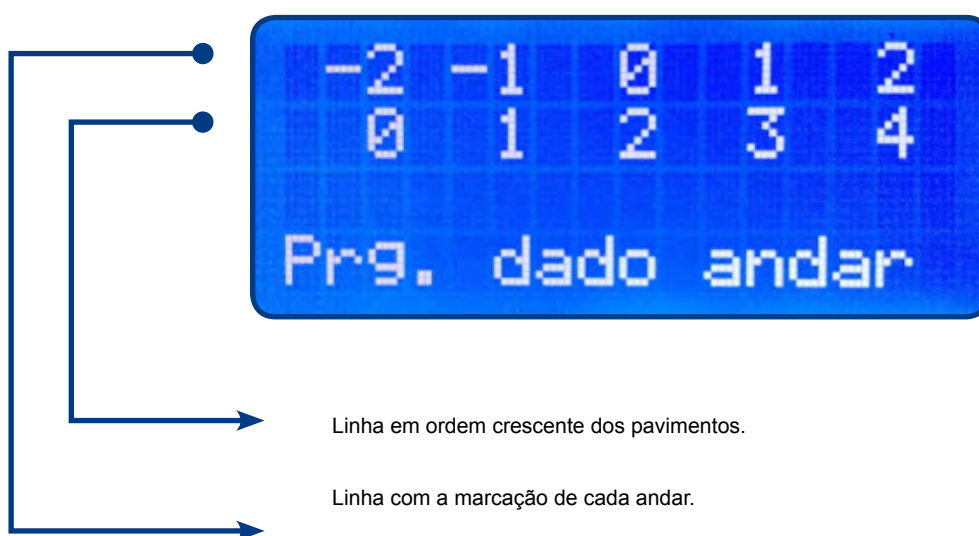 -2 -1 0 1 2
0 1 2 3 4
Prg. dado andar
Linha em ordem crescente dos pavimentos.
Linha com a marcação de cada andar.